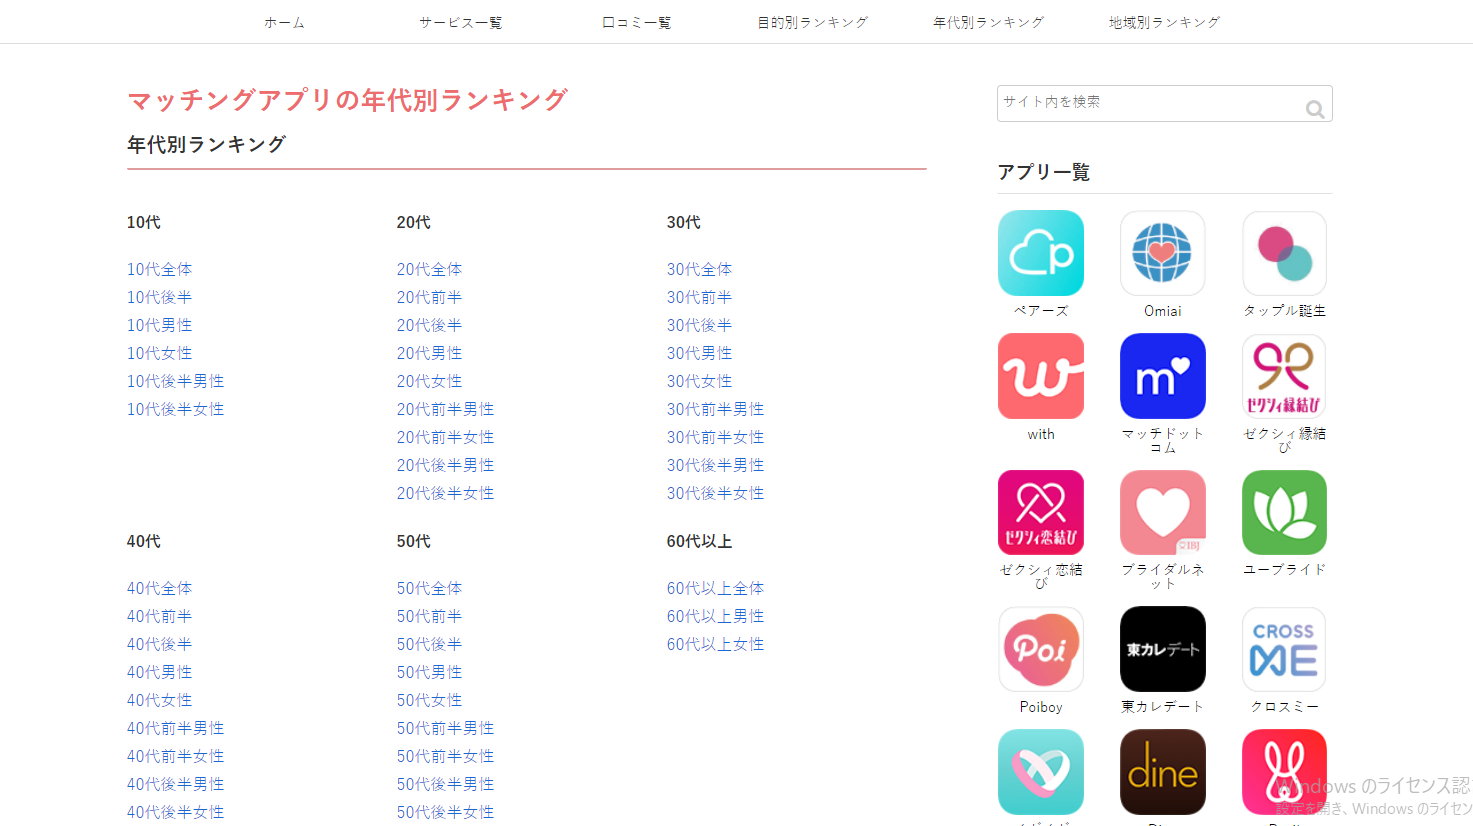 ホーム
サービス一覧
口コミ一覧
目的別ランキング
年代別ランキング
地域別ランキング
マッチングアプリの年代別ランキング
年代別ランキング
10代
10代全体
10代後半
10代男性
10代女性
10代後半男性
10代後半女性
20代
20代全体
20代前半
20代後半
20代男性
20代女性
20代前半男性
20代前半女性
20代後半男性
20代後半女性
30代
30代全体
30代前半
30代後半
30代男性
30代女性
30代前半男性
30代前半女性
30代後半男性
30代後半女性
40代
40代全体
40代前半
40代後半
40代男性
40代女性
40代前半男性
40代前半女性
40代後半男性
40代後半女性
50代
50代全体
50代前半
50代後半
50代男性
50代女性
50代前半男性
50代前半女性
50代後半男性
50代後半女性
60代以上
60代以上全体
60代以上男性
60代以上女性
サイト内を検索
アプリ一覧
p
ペアーズ
Omiai
タップル誕生
w
with
m
マッチドット
コム
ゼクシィ縁結び
ゼクシィ縁結
び
ゼクシィ恋結び
ゼクシィ恋結
び
IBJ
ブライダルネ
ット
ユーブライド
Poi
Poiboy
東カレデート
東カレデート
CROSS
ME
クロスミー
dine
Windows のライセンス認
設定を開き、Windows のライセン